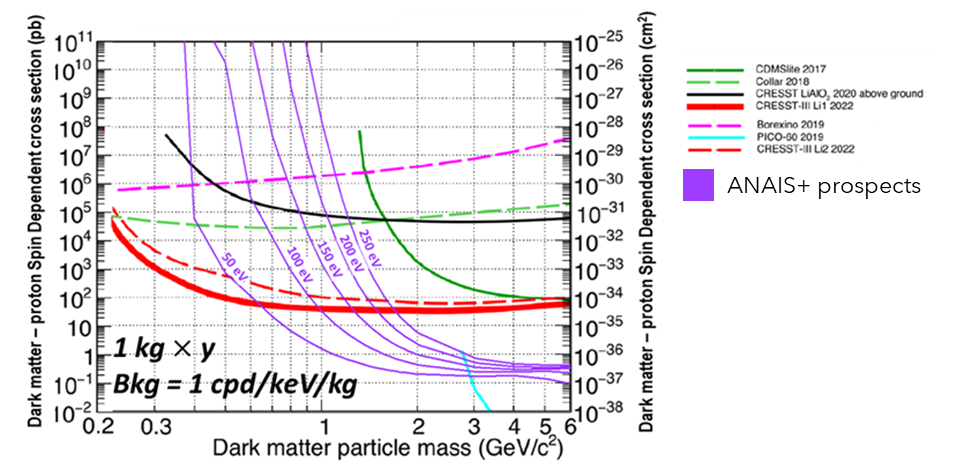 Dark matter – proton Spin Dependent cross section (pb)
10¹¹
10¹⁰
10⁹
10⁸
10⁷
10⁶
10⁵
10⁴
10³
10²
10
1
10⁻¹
10⁻²
50 eV
100 eV
150 eV
200 eV
250 eV
1 kg × y
Bkg = 1 cpd/keV/kg
0.2 0.3 1 2 3 4 5 6
Dark matter particle mass (GeV/c²)
10⁻²⁵
10⁻²⁶
10⁻²⁷
10⁻²⁸
10⁻²⁹
10⁻³⁰
10⁻³¹
10⁻³²
10⁻³³
10⁻³⁴
10⁻³⁵
10⁻³⁶
10⁻³⁷
10⁻³⁸
Dark matter – proton Spin Dependent cross section (cm²)
CDMSlite 2017
Collar 2018
CRESST LiAlO₂ 2020 above ground
CRESST-III Li1 2022
Borexino 2019
PICO-60 2019
CRESST-III Li2 2022
ANAIS+ prospects